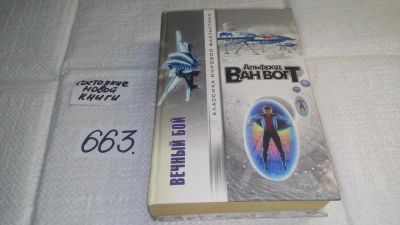 состояние
новой
книги
663.
ВЕЧНЫЙ БОЙ
КЛАССИКА МИРОВОЙ ФАНТАСТИКИ
Альфред
ВАН ВОГТ